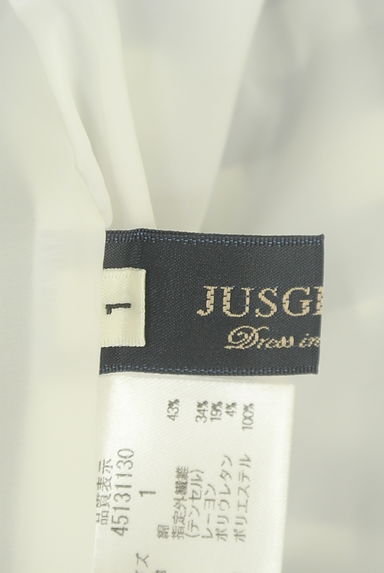 JUSGL
Dress in
1
品質表示
45131130
1
綿 43%
指定外繊維
(テンセル) 34%
レーヨン 19%
ポリウレタン 4%
ポリエステル 100%